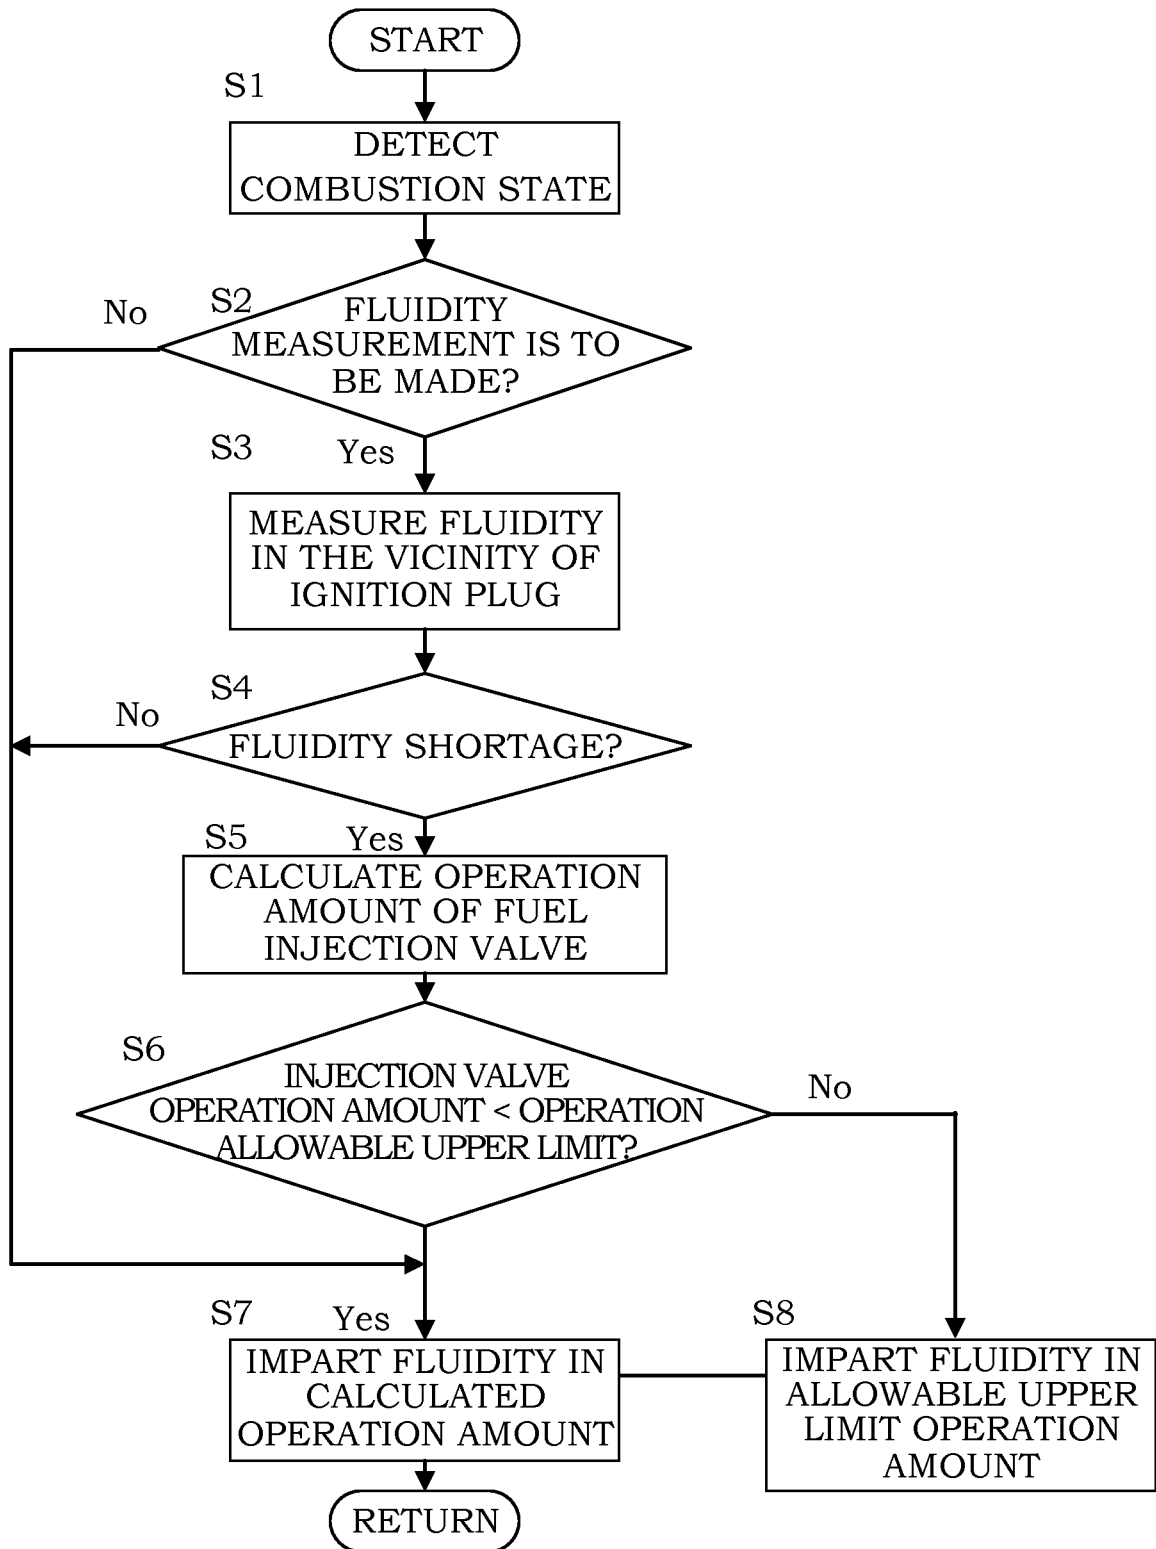 START
S1
DETECT
COMBUSTION STATE
S2
No
FLUIDITY
MEASUREMENT IS TO
BE MADE?
S3
Yes
MEASURE FLUIDITY
IN THE VICINITY OF
IGNITION PLUG
S4
No
FLUIDITY SHORTAGE?
S5
Yes
CALCULATE OPERATION
AMOUNT OF FUEL
INJECTION VALVE
S6
INJECTION VALVE
OPERATION AMOUNT < OPERATION
ALLOWABLE UPPER LIMIT?
No
S7
Yes
IMPART FLUIDITY IN
CALCULATED
OPERATION AMOUNT
S8
IMPART FLUIDITY IN
ALLOWABLE UPPER
LIMIT OPERATION
AMOUNT
RETURN